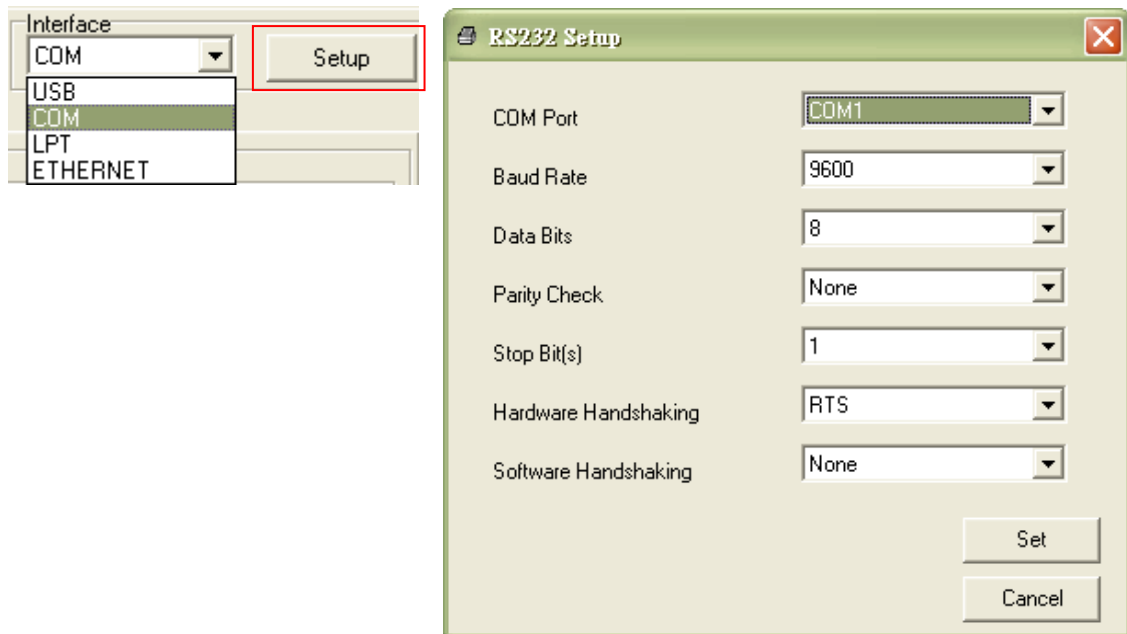 Interface
COM
Setup
USB
COM
LPT
ETHERNET
RS232 Setup
COM Port COM1
Baud Rate 9600
Data Bits 8
Parity Check None
Stop Bit(s) 1
Hardware Handshaking RTS
Software Handshaking None
Set
Cancel